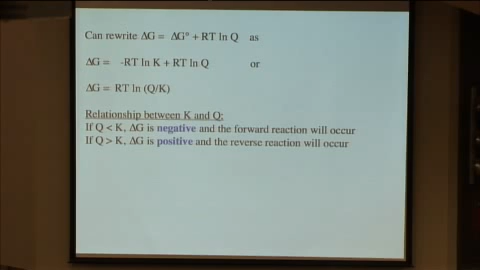 Can rewrite ΔG = ΔG° + RT ln Q as
ΔG = -RT ln K + RT ln Q or
ΔG = RT ln (Q/K)
Relationship between K and Q:
If Q < K, ΔG is negative and the forward reaction will occur
If Q > K, ΔG is positive and the reverse reaction will occur